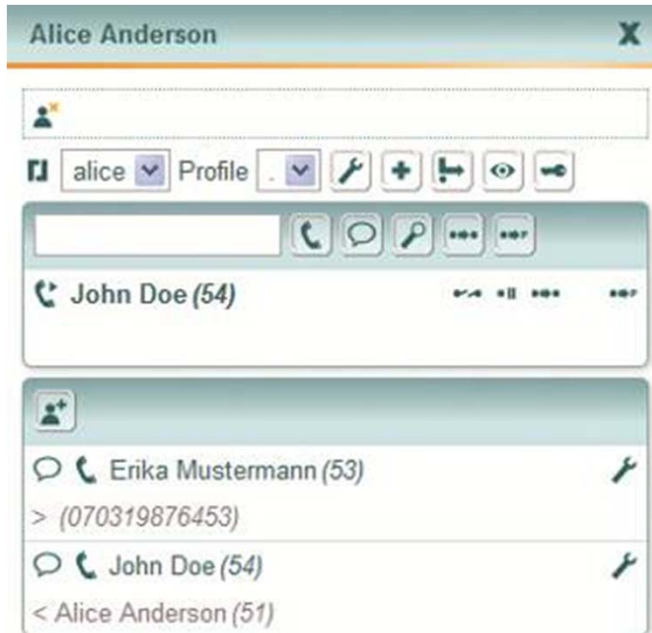 Alice Anderson
alice Profile .
John Doe (54)
Erika Mustermann (53)
> (070319876453)
John Doe (54)
< Alice Anderson (51)